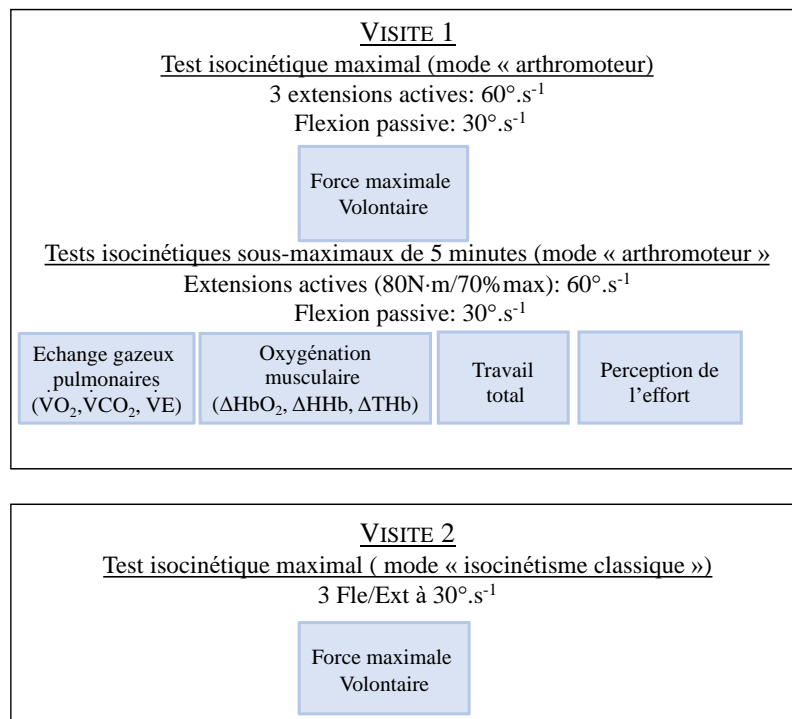 VISITE 1
Test isocinétique maximal (mode « arthromoteur)
3 extensions actives: 60°.s⁻¹
Flexion passive: 30°.s⁻¹
Force maximale
Volontaire
Tests isocinétiques sous-maximaux de 5 minutes (mode « arthromoteur »
Extensions actives (80N·m/70% max): 60°.s⁻¹
Flexion passive: 30°.s⁻¹
Echange gazeux
pulmonaires
(V̇O₂,V̇CO₂, V̇E)
Oxygénation
musculaire
(ΔHbO₂, ΔHHb, ΔTHb)
Travail
total
Perception de
l’effort
VISITE 2
Test isocinétique maximal ( mode « isocinétisme classique »)
3 Fle/Ext à 30°.s⁻¹
Force maximale
Volontaire